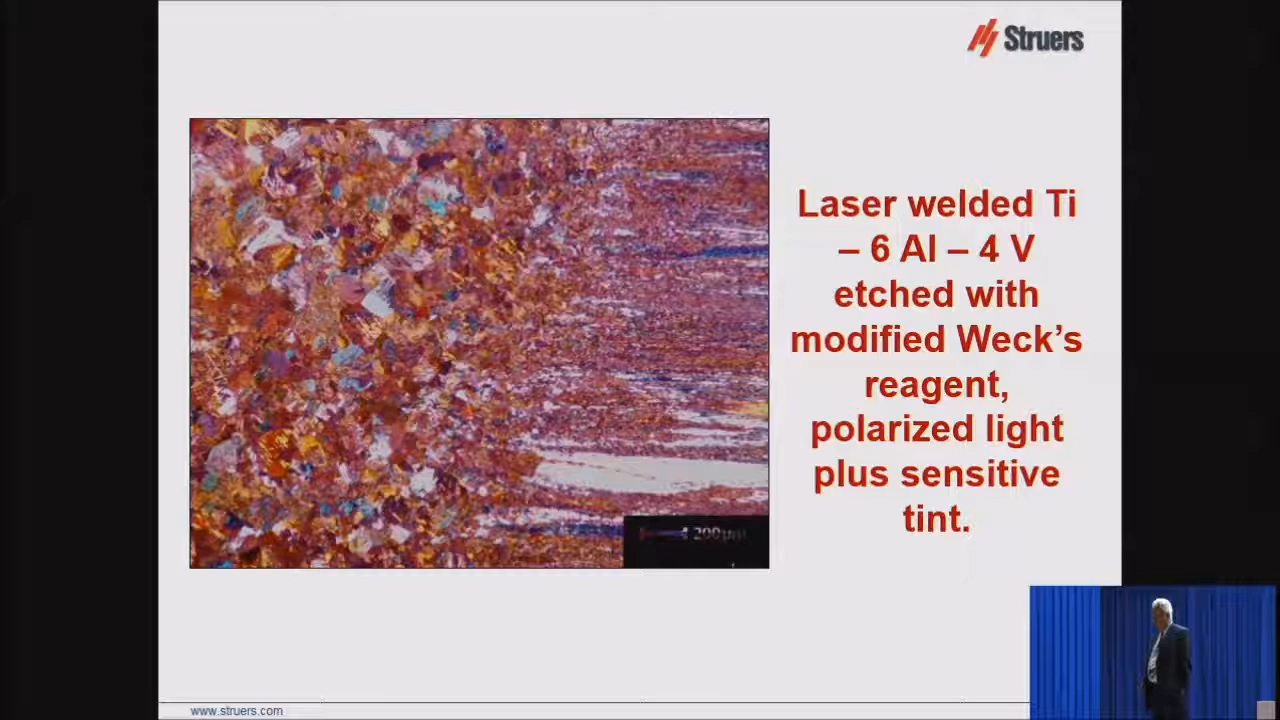 Struers
Laser welded Ti
– 6 Al – 4 V
etched with
modified Weck’s
reagent,
polarized light
plus sensitive
tint.
200µm
www.struers.com